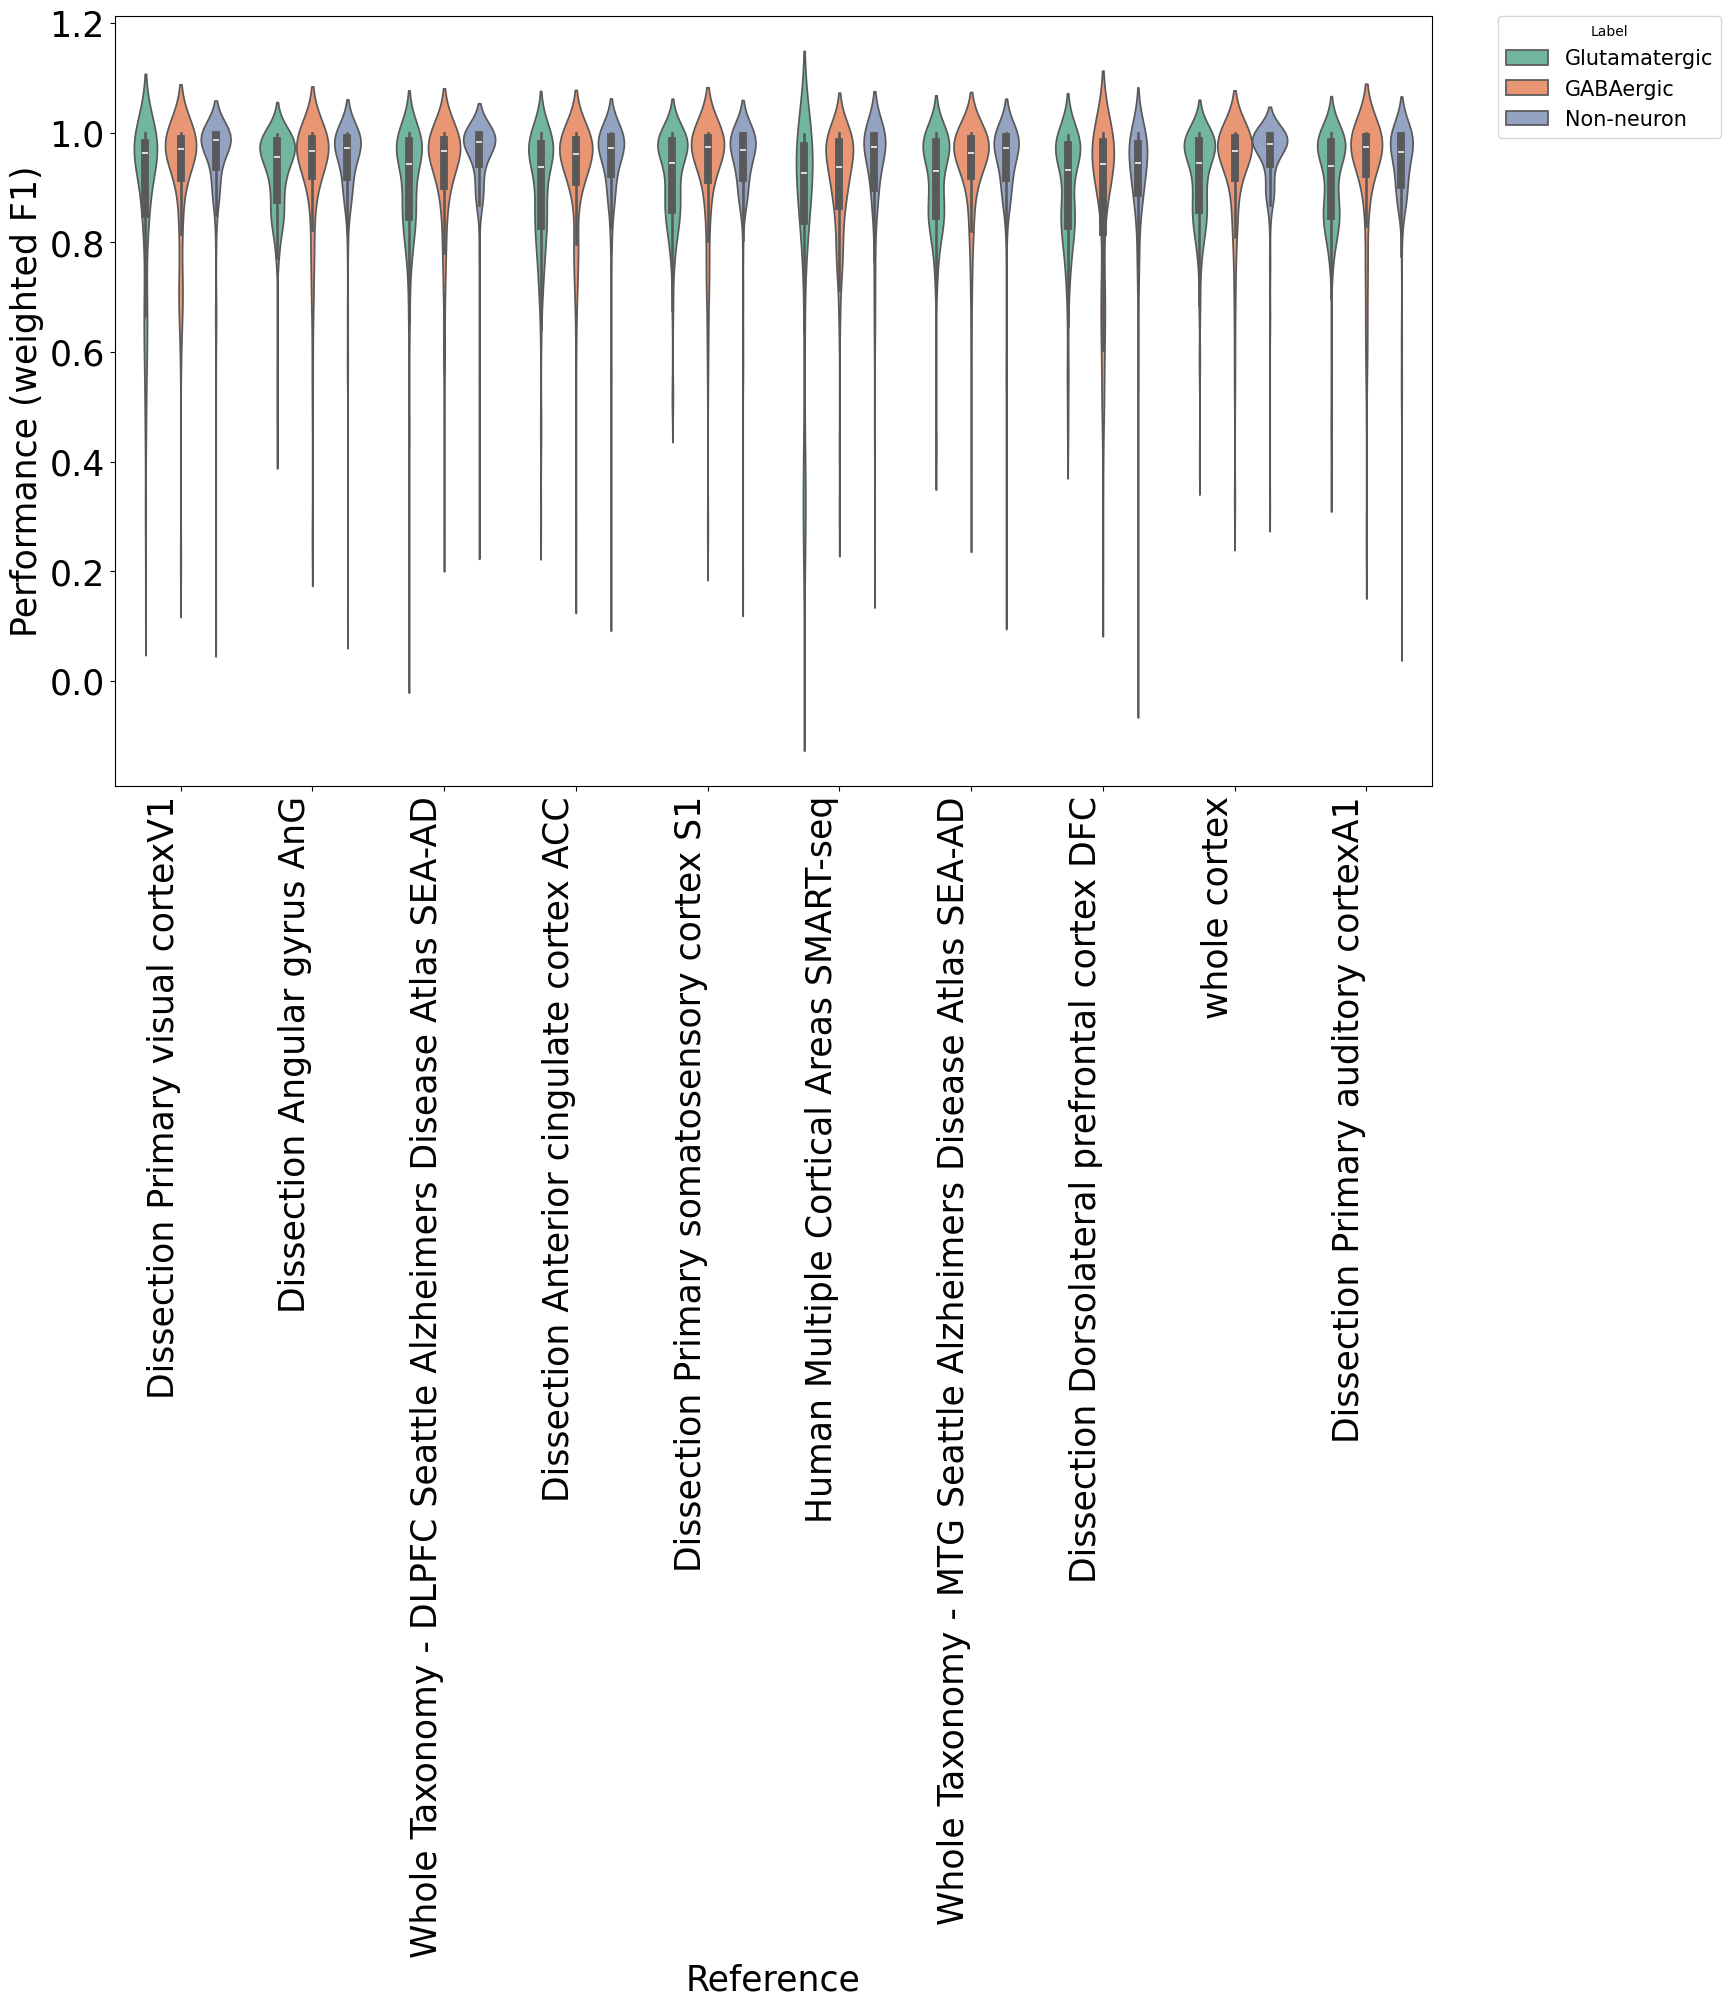 Label
Glutamatergic
GABAergic
Non-neuron
Performance (weighted F1)
1.2
1.0
0.8
0.6
0.4
0.2
0.0
Dissection Primary visual cortexV1
Dissection Angular gyrus AnG
Whole Taxonomy - DLPFC Seattle Alzheimers Disease Atlas SEA-AD
Dissection Anterior cingulate cortex ACC
Dissection Primary somatosensory cortex S1
Human Multiple Cortical Areas SMART-seq
Whole Taxonomy - MTG Seattle Alzheimers Disease Atlas SEA-AD
Dissection Dorsolateral prefrontal cortex DFC
whole cortex
Dissection Primary auditory cortexA1
Reference